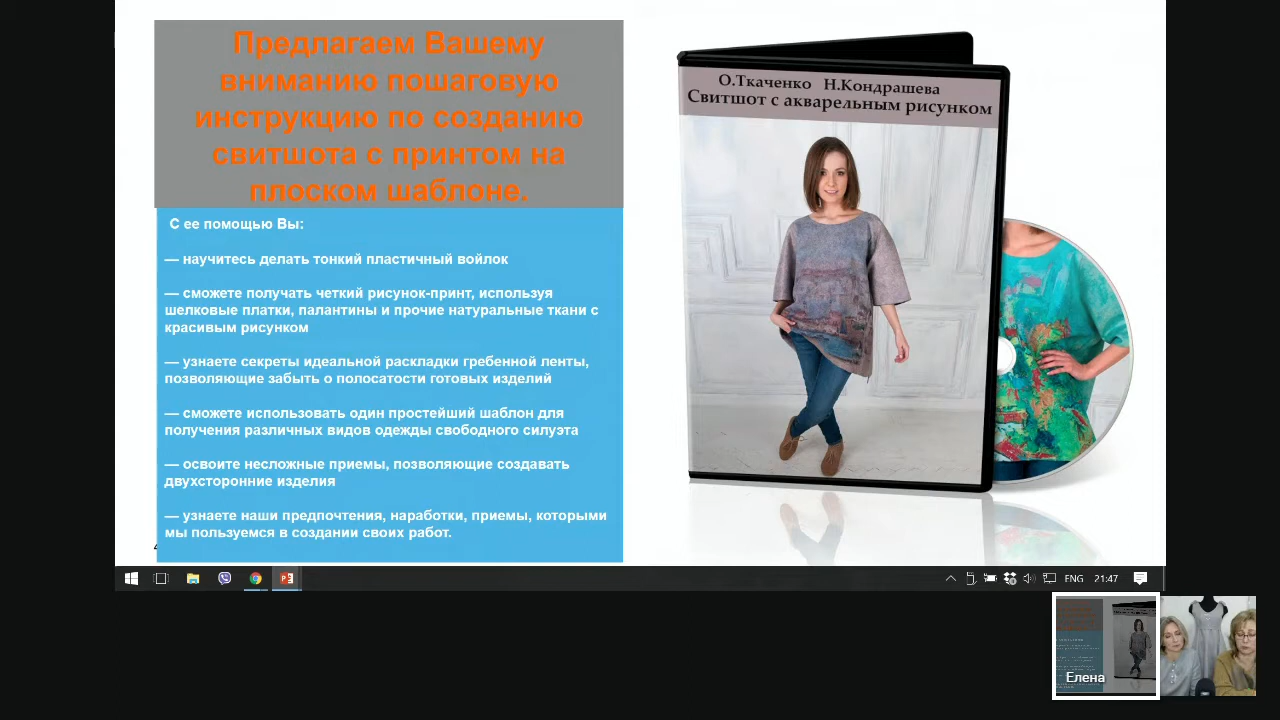 Предлагаем Вашему
вниманию пошаговую
инструкцию по созданию
свитшота с принтом на
плоском шаблоне.
С ее помощью Вы:
— научитесь делать тонкий пластичный войлок
— сможете получать четкий рисунок-принт, используя
шелковые платки, палантины и прочие натуральные ткани с
красивым рисунком
— узнаете секреты идеальной раскладки гребенной ленты,
позволяющие забыть о полосатости готовых изделий
— сможете использовать один простейший шаблон для
получения различных видов одежды свободного силуэта
— освоите несложные приемы, позволяющие создавать
двухсторонние изделия
— узнаете наши предпочтения, наработки, приемы, которыми
мы пользуемся в создании своих работ.
О.Ткаченко Н.Кондрашева
Свитшот с акварельным рисунком
ENG 21:47
Елена